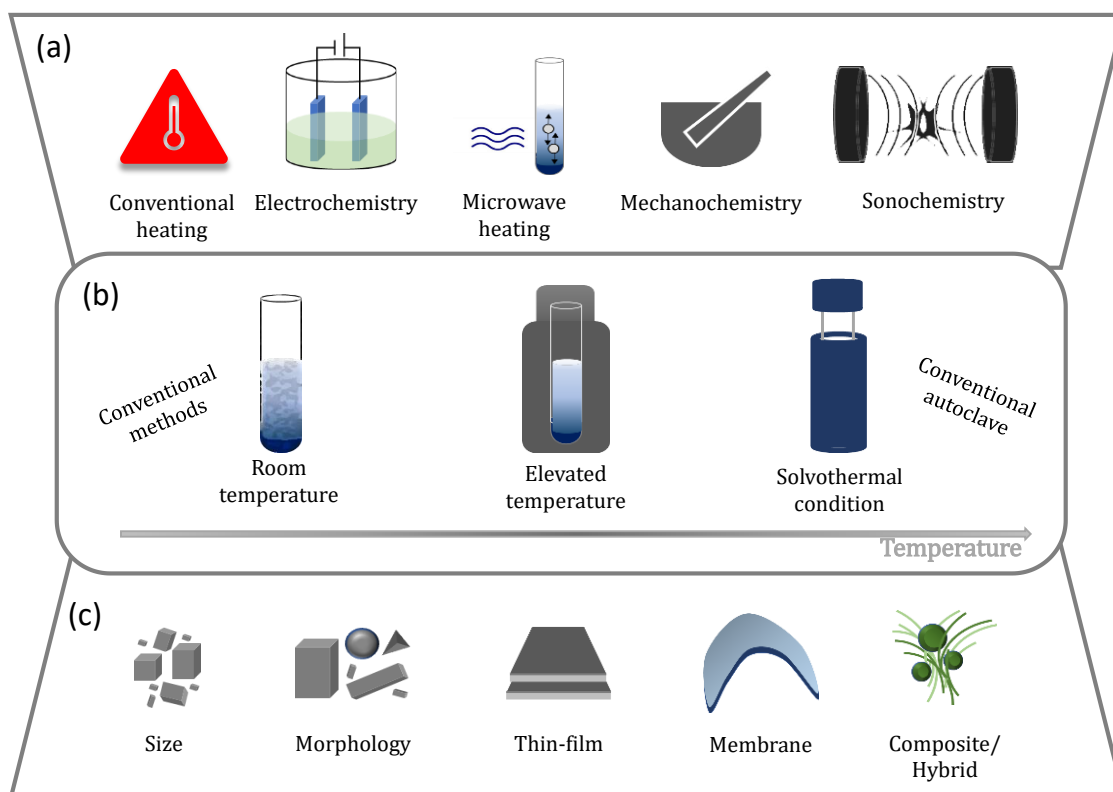 (a)
Conventional
heating
Electrochemistry
Microwave
heating
Mechanochemistry
Sonochemistry
(b)
Conventional
methods
Room
temperature
Elevated
temperature
Solvothermal
condition
Conventional
autoclave
Temperature
(c)
Size
Morphology
Thin-film
Membrane
Composite/
Hybrid